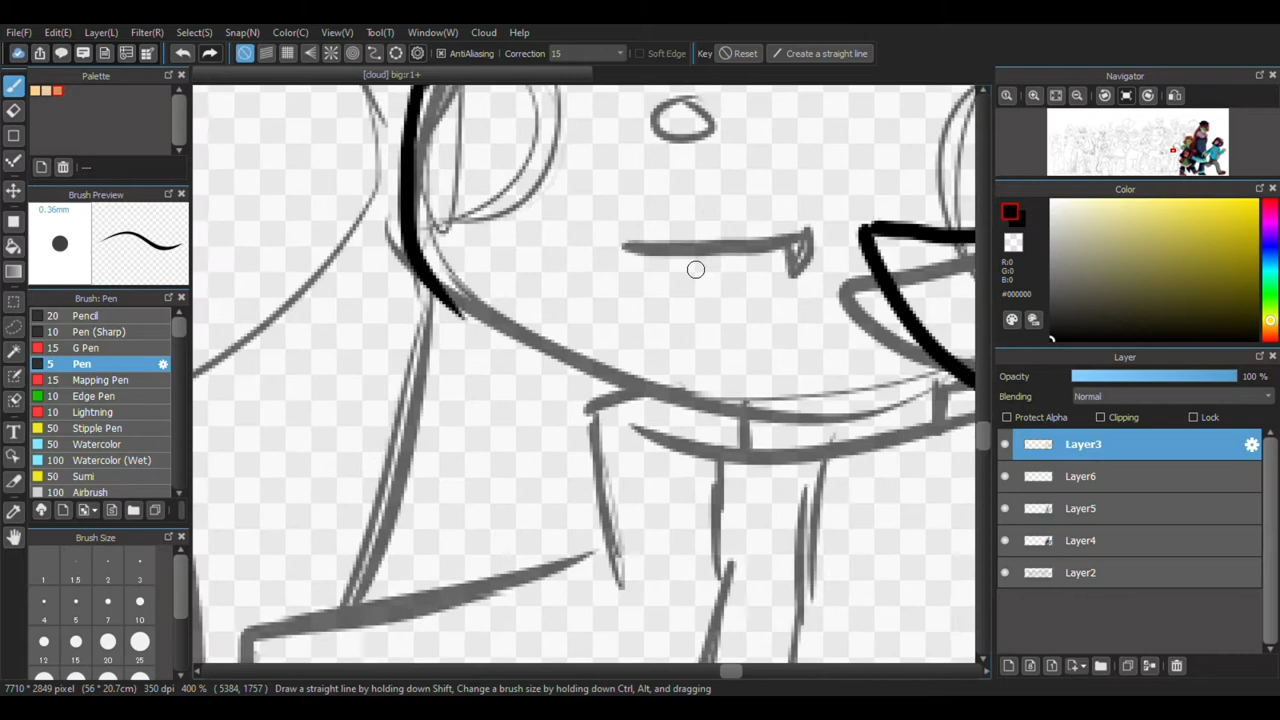 File(F) Edit(E) Layer(L) Filter(R) Select(S) Snap(N) Color(C) View(V) Tool(T) Window(W) Cloud Help
AntiAliasing Correction 15 Soft Edge Key Reset Create a straight line
Palette
[cloud] big:r1+
Navigator
---
Brush Preview
0.36mm
Color
R:0
G:0
B:0
#000000
Brush: Pen
20 Pencil
10 Pen (Sharp)
15 G Pen
5 Pen
15 Mapping Pen
10 Edge Pen
10 Lightning
50 Stipple Pen
50 Watercolor
100 Watercolor (Wet)
50 Sumi
100 Airbrush
Layer
Opacity 100 %
Blending Normal
Protect Alpha Clipping Lock
Layer3
Layer6
Layer5
Layer4
Layer2
Brush Size
1 1.5 2 3
4 5 7 10
12 15 20 25
7710 * 2849 pixel (56 * 20.7cm) 350 dpi 400 % ( 5384, 1757 ) Draw a straight line by holding down Shift, Change a brush size by holding down Ctrl, Alt, and dragging